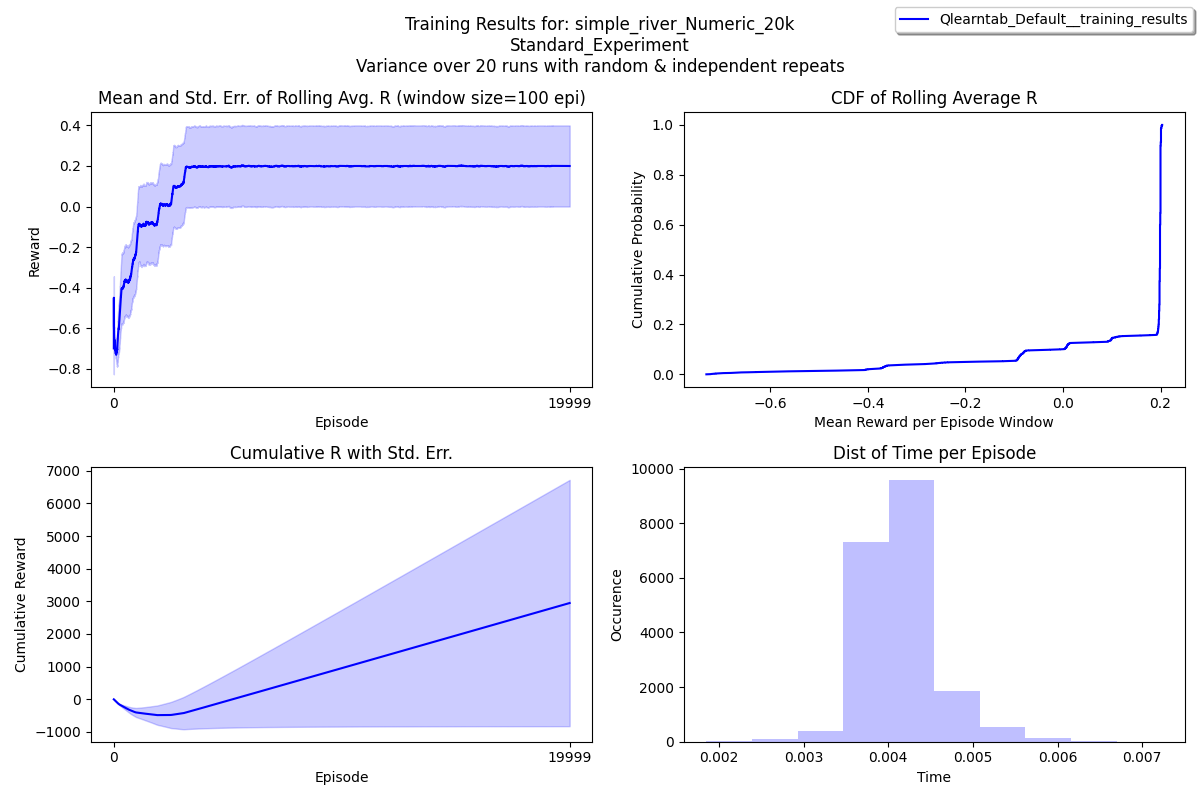 Training Results for: simple_river_Numeric_20k
Standard_Experiment
Variance over 20 runs with random & independent repeats
Qlearntab_Default__training_results
Mean and Std. Err. of Rolling Avg. R (window size=100 epi)
0.4
0.2
0.0
−0.2
−0.4
−0.6
−0.8
Reward
0
19999
Episode
CDF of Rolling Average R
1.0
0.8
0.6
0.4
0.2
0.0
Cumulative Probability
−0.6
−0.4
−0.2
0.0
0.2
Mean Reward per Episode Window
Cumulative R with Std. Err.
7000
6000
5000
4000
3000
2000
1000
0
−1000
Cumulative Reward
0
19999
Episode
Dist of Time per Episode
10000
8000
6000
4000
2000
0
Occurence
0.002
0.003
0.004
0.005
0.006
0.007
Time